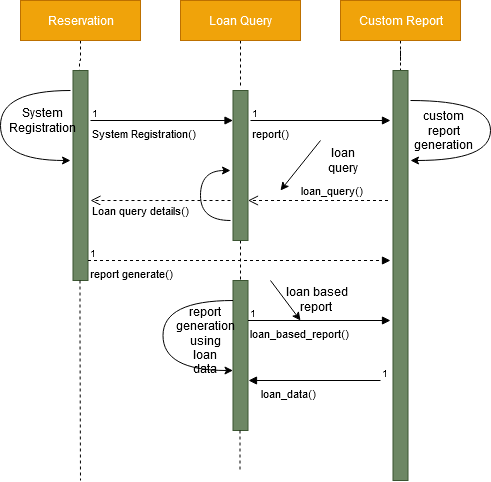 Reservation
Loan Query
Custom Report
System
Registration
1
System Registration()
1
report()
custom
report
generation
loan
query
loan_query()
Loan query details()
1
report generate()
loan based
report
report
generation
using
loan
data
1
loan_based_report()
1
loan_data()